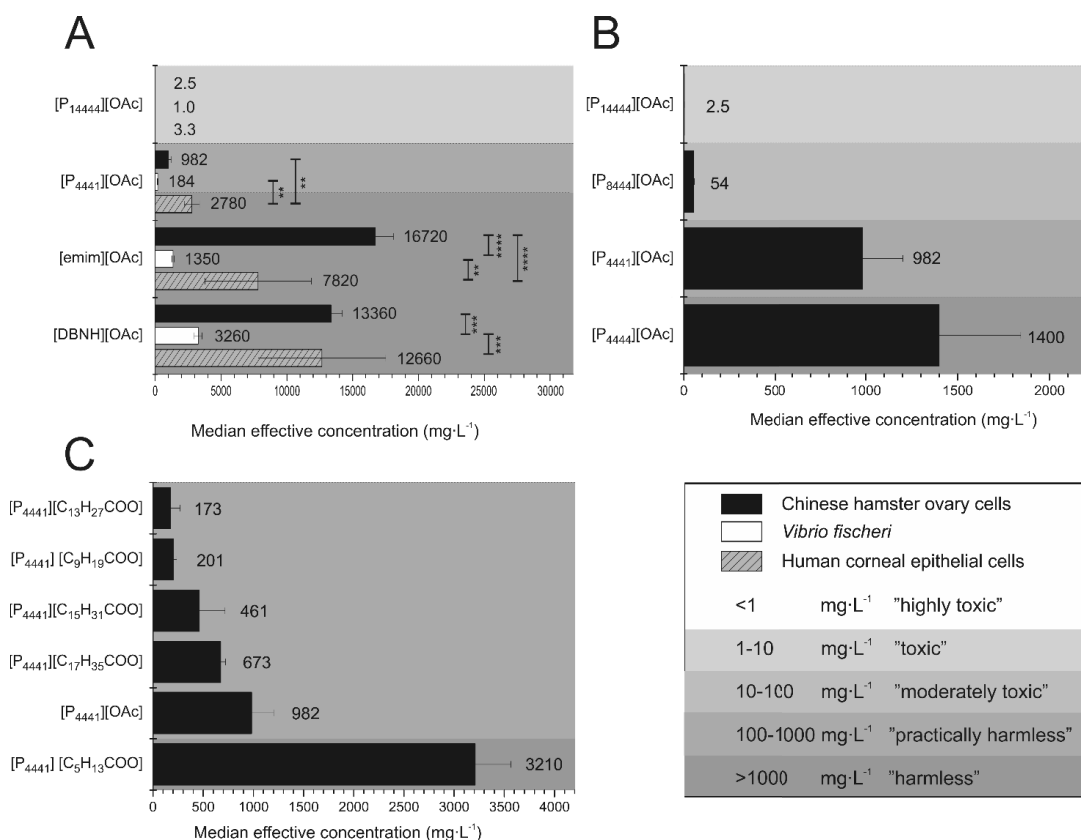 A
[P₁₄₄₄₄][OAc]
2.5
1.0
3.3
[P₄₄₄₁][OAc]
982
184
2780
**
**
[emim][OAc]
16720
1350
7820
****
**
****
[DBNH][OAc]
13360
3260
12660
***
***
0 5000 10000 15000 20000 25000 30000
Median effective concentration (mg·L⁻¹)
B
[P₁₄₄₄₄][OAc]
2.5
[P₈₄₄₄][OAc]
54
[P₄₄₄₁][OAc]
982
[P₄₄₄₄][OAc]
1400
0 500 1000 1500 2000
Median effective concentration (mg·L⁻¹)
C
[P₄₄₄₁][C₁₃H₂₇COO]
173
[P₄₄₄₁] [C₉H₁₉COO]
201
[P₄₄₄₁][C₁₅H₃₁COO]
461
[P₄₄₄₁][C₁₇H₃₅COO]
673
[P₄₄₄₁][OAc]
982
[P₄₄₄₁] [C₅H₁₃COO]
3210
0 500 1000 1500 2000 2500 3000 3500 4000
Median effective concentration (mg·L⁻¹)
Chinese hamster ovary cells
Vibrio fischeri
Human corneal epithelial cells
<1 mg·L⁻¹ ”highly toxic”
1-10 mg·L⁻¹ ”toxic”
10-100 mg·L⁻¹ ”moderately toxic”
100-1000 mg·L⁻¹ ”practically harmless”
>1000 mg·L⁻¹ ”harmless”